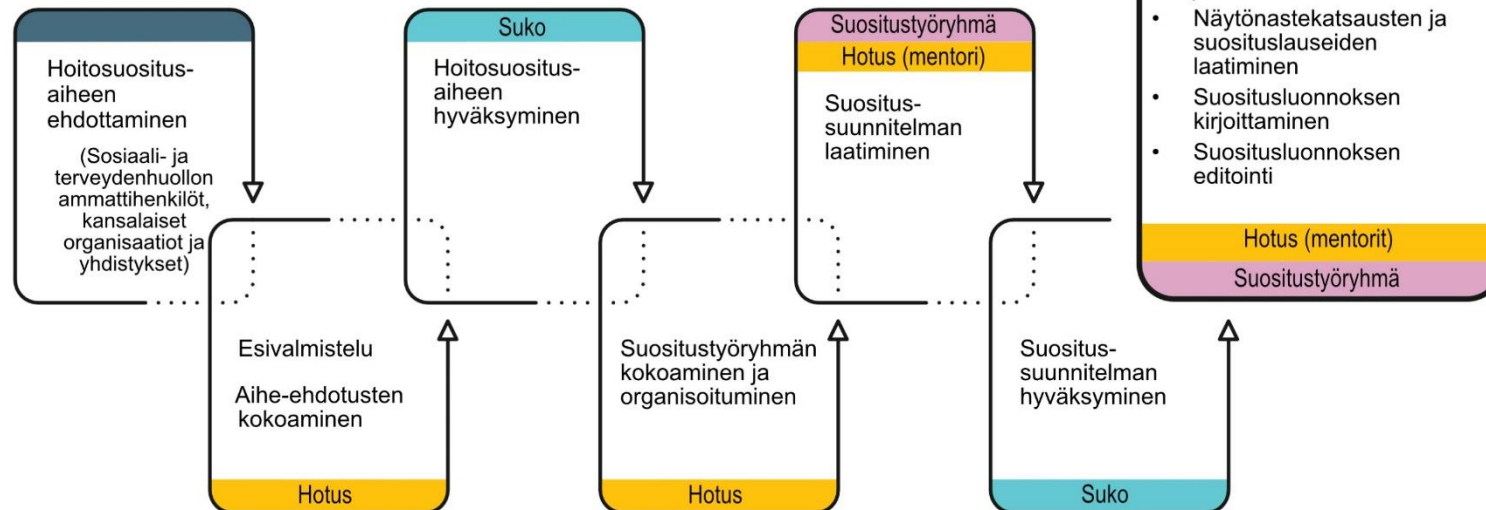 Hoitosuositus-
aiheen
ehdottaminen
(Sosiaali- ja
terveydenhuollon
ammattihenkilöt,
kansalaiset
organisaatiot ja
yhdistykset)
Esivalmistelu
Aihe-ehdotusten
kokoaminen
Hotus
Suko
Hoitosuositus-
aiheen
hyväksyminen
Suositustyöryhmän
kokoaminen ja
organisoituminen
Hotus
Suositustyöryhmä
Hotus (mentori)
Suositus-
suunnitelman
laatiminen
Suositus-
suunnitelman
hyväksyminen
Suko
• Näytönastekatsausten ja
suosituslauseiden
laatiminen
• Suositusluonnoksen
kirjoittaminen
• Suositusluonnoksen
editointi
Hotus (mentorit)
Suositustyöryhmä